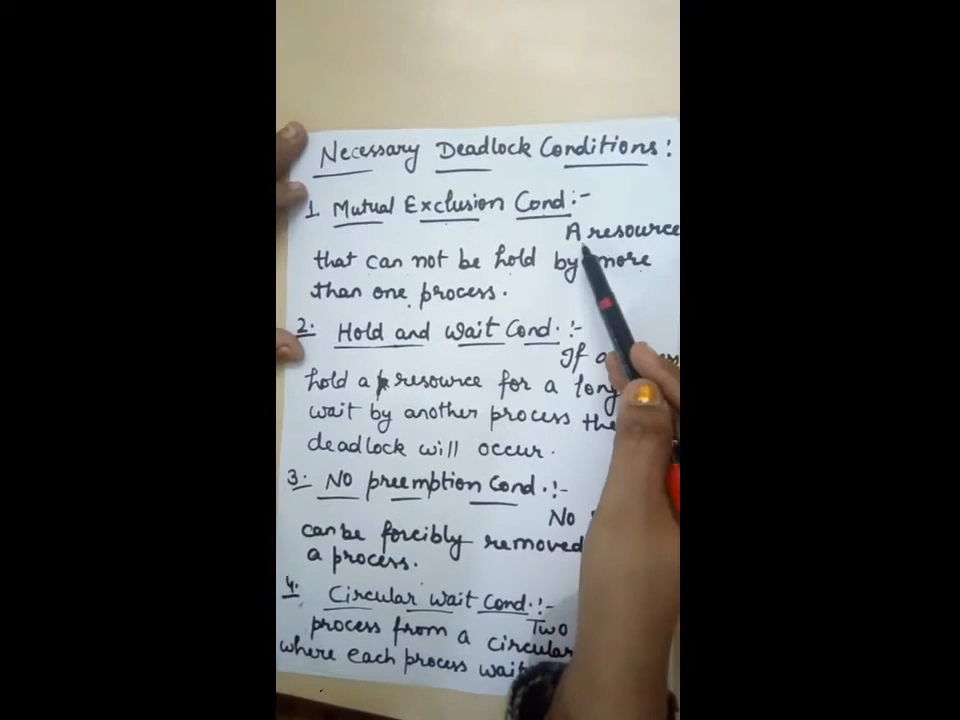 Necessary Deadlock Conditions:
1. Mutual Exclusion Cond:-
A resource
that can not be hold by more
than one process.
2. Hold and wait Cond.:-
If a
hold a resource for a long
wait by another process the
deadlock will occur.
3. NO preemption Cond.:-
No
can be forcibly removed
a process.
4. Circular wait Cond.:-
Two
process from a circular
where each process wait